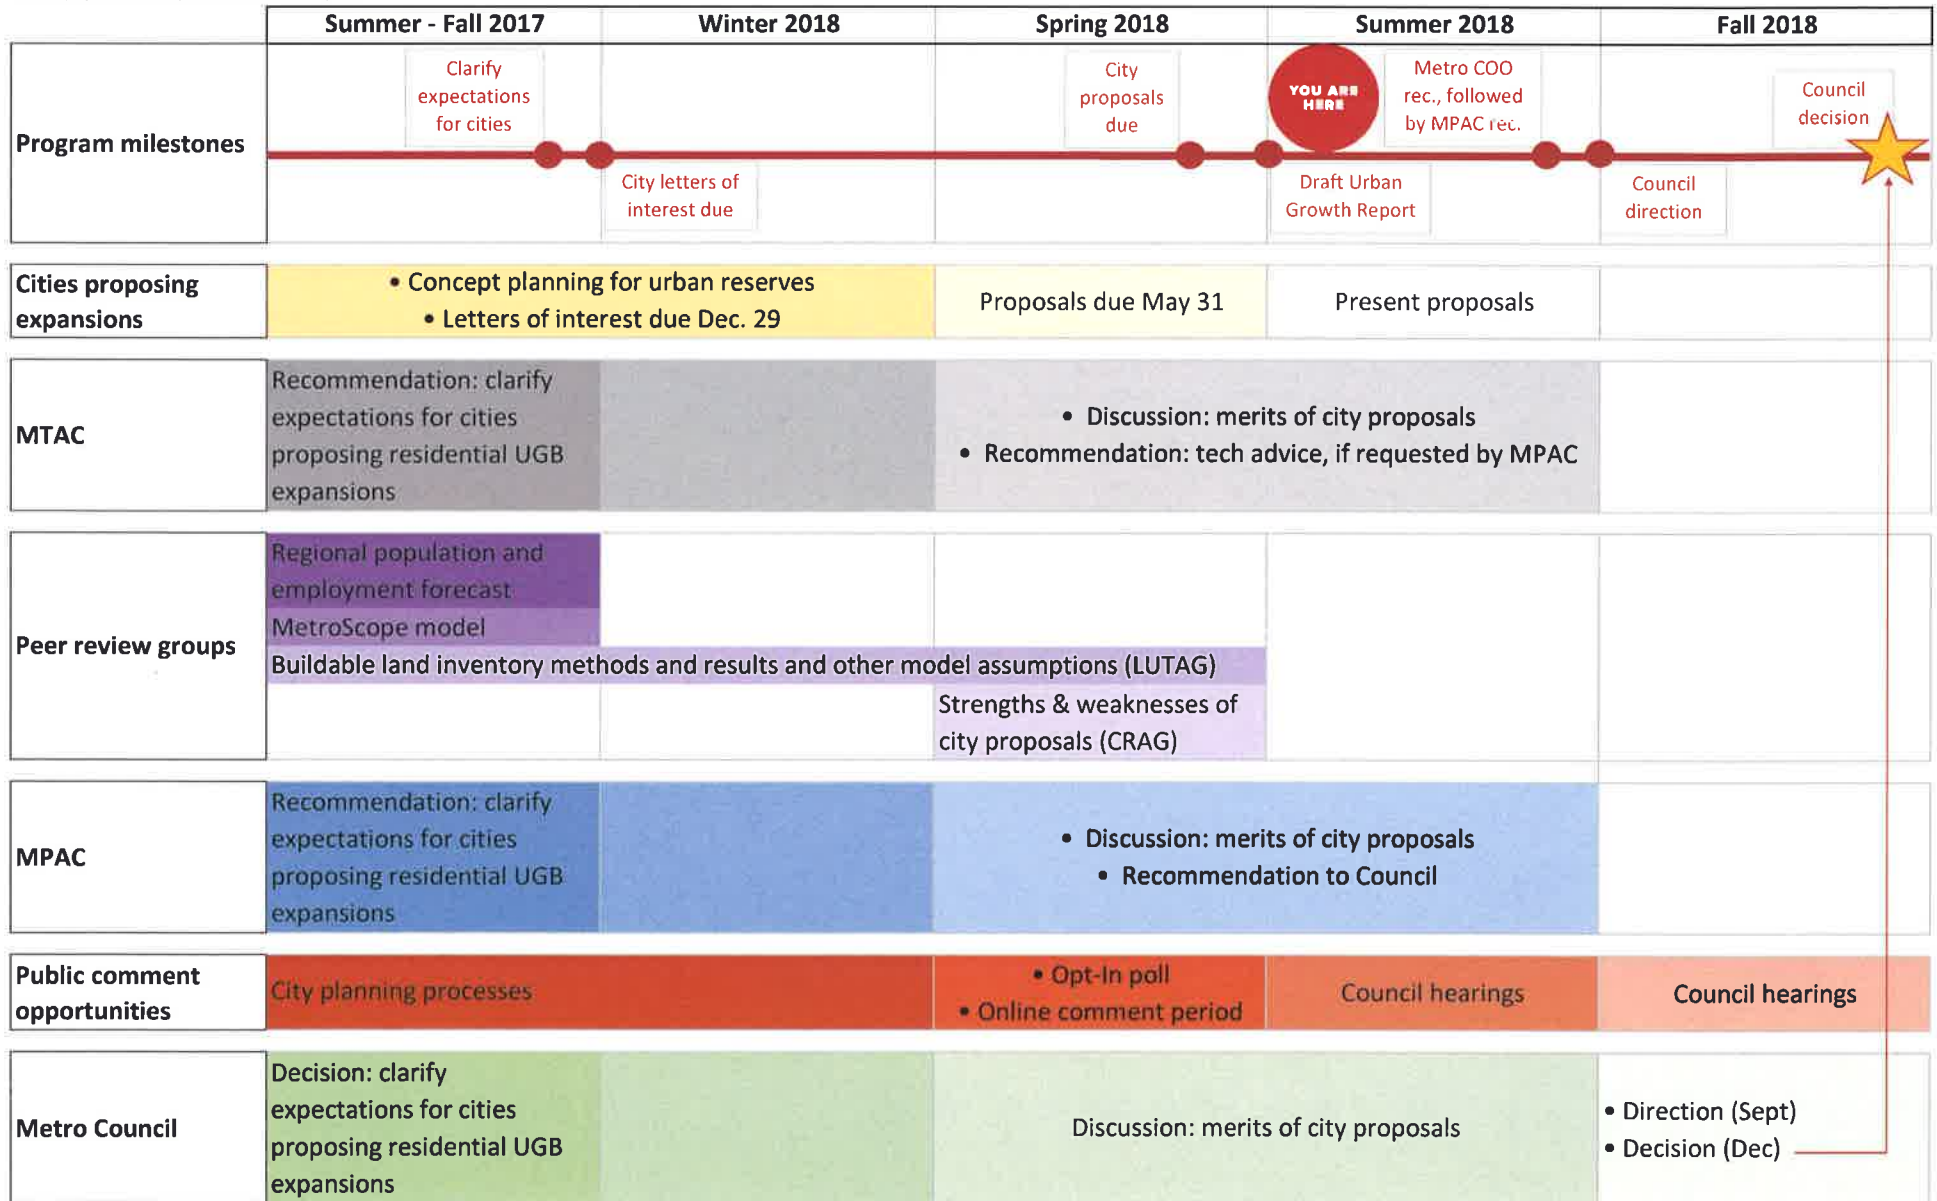 Summer - Fall 2017
Winter 2018
Spring 2018
Summer 2018
Fall 2018
Program milestones
Clarify
expectations
for cities
City letters of
interest due
City
proposals
due
YOU ARE
HERE
Draft Urban
Growth Report
Metro COO
rec., followed
by MPAC rec.
Council
direction
Council
decision
Cities proposing
expansions
• Concept planning for urban reserves
• Letters of interest due Dec. 29
Proposals due May 31
Present proposals
MTAC
Recommendation: clarify
expectations for cities
proposing residential UGB
expansions
• Discussion: merits of city proposals
• Recommendation: tech advice, if requested by MPAC
Peer review groups
Regional population and
employment forecast
MetroScope model
Buildable land inventory methods and results and other model assumptions (LUTAG)
Strengths & weaknesses of
city proposals (CRAG)
MPAC
Recommendation: clarify
expectations for cities
proposing residential UGB
expansions
• Discussion: merits of city proposals
• Recommendation to Council
Public comment
opportunities
City planning processes
• Opt-In poll
• Online comment period
Council hearings
Council hearings
Metro Council
Decision: clarify
expectations for cities
proposing residential UGB
expansions
Discussion: merits of city proposals
• Direction (Sept)
• Decision (Dec)